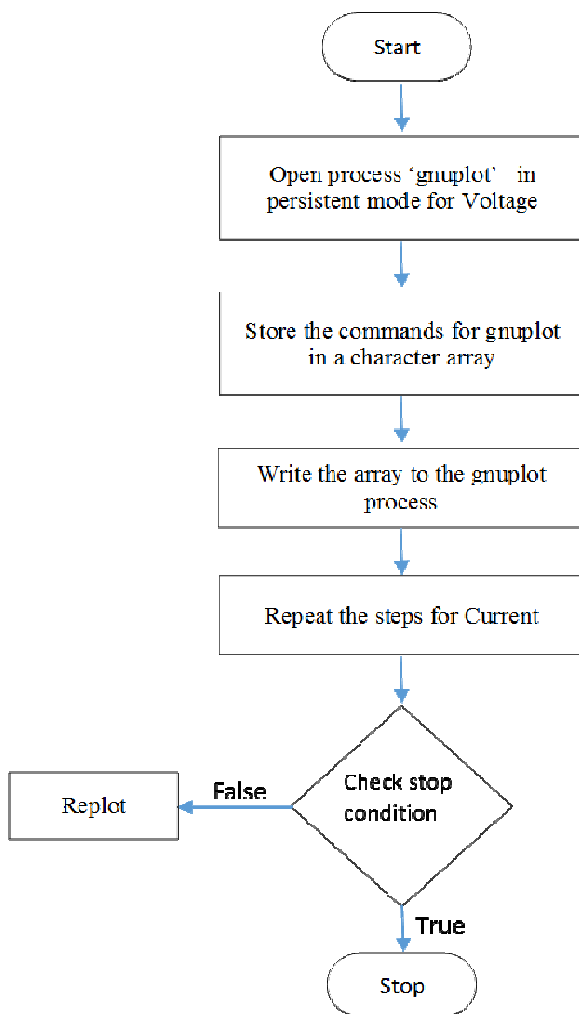 Start
Open process ‘gnuplot’ in
persistent mode for Voltage
Store the commands for gnuplot
in a character array
Write the array to the gnuplot
process
Repeat the steps for Current
Check stop
condition
False
Replot
True
Stop